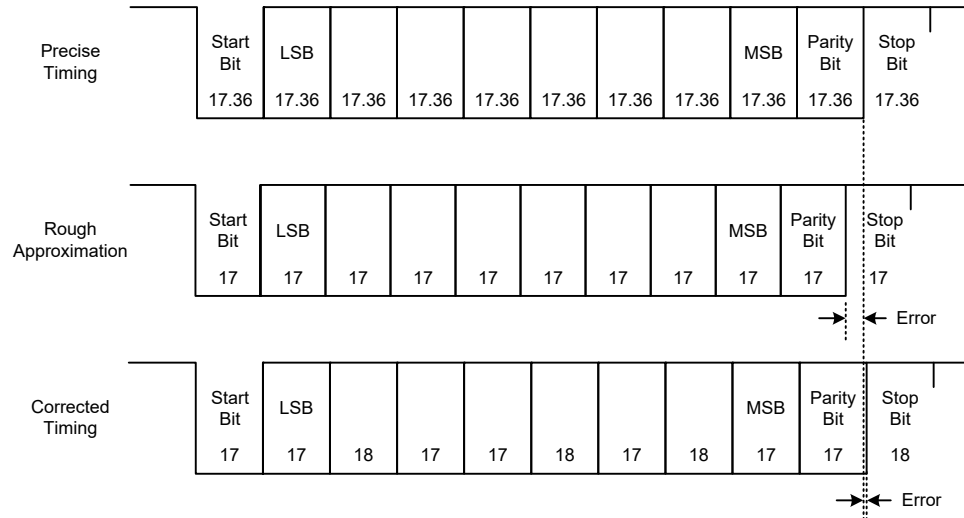 Precise
Timing
Start
Bit
LSB
MSB
Parity
Bit
Stop
Bit
17.36 17.36 17.36 17.36 17.36 17.36 17.36 17.36 17.36 17.36 17.36
Rough
Approximation
Start
Bit
LSB
MSB
Parity
Bit
Stop
Bit
17 17 17 17 17 17 17 17 17 17 17
Error
Corrected
Timing
Start
Bit
LSB
MSB
Parity
Bit
Stop
Bit
17 17 18 17 17 18 17 18 17 17 18
Error